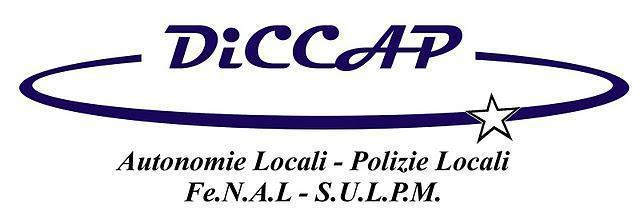 DiCCAP
Autonomie Locali - Polizie Locali
Fe.N.A.L - S.U.L.P.M.